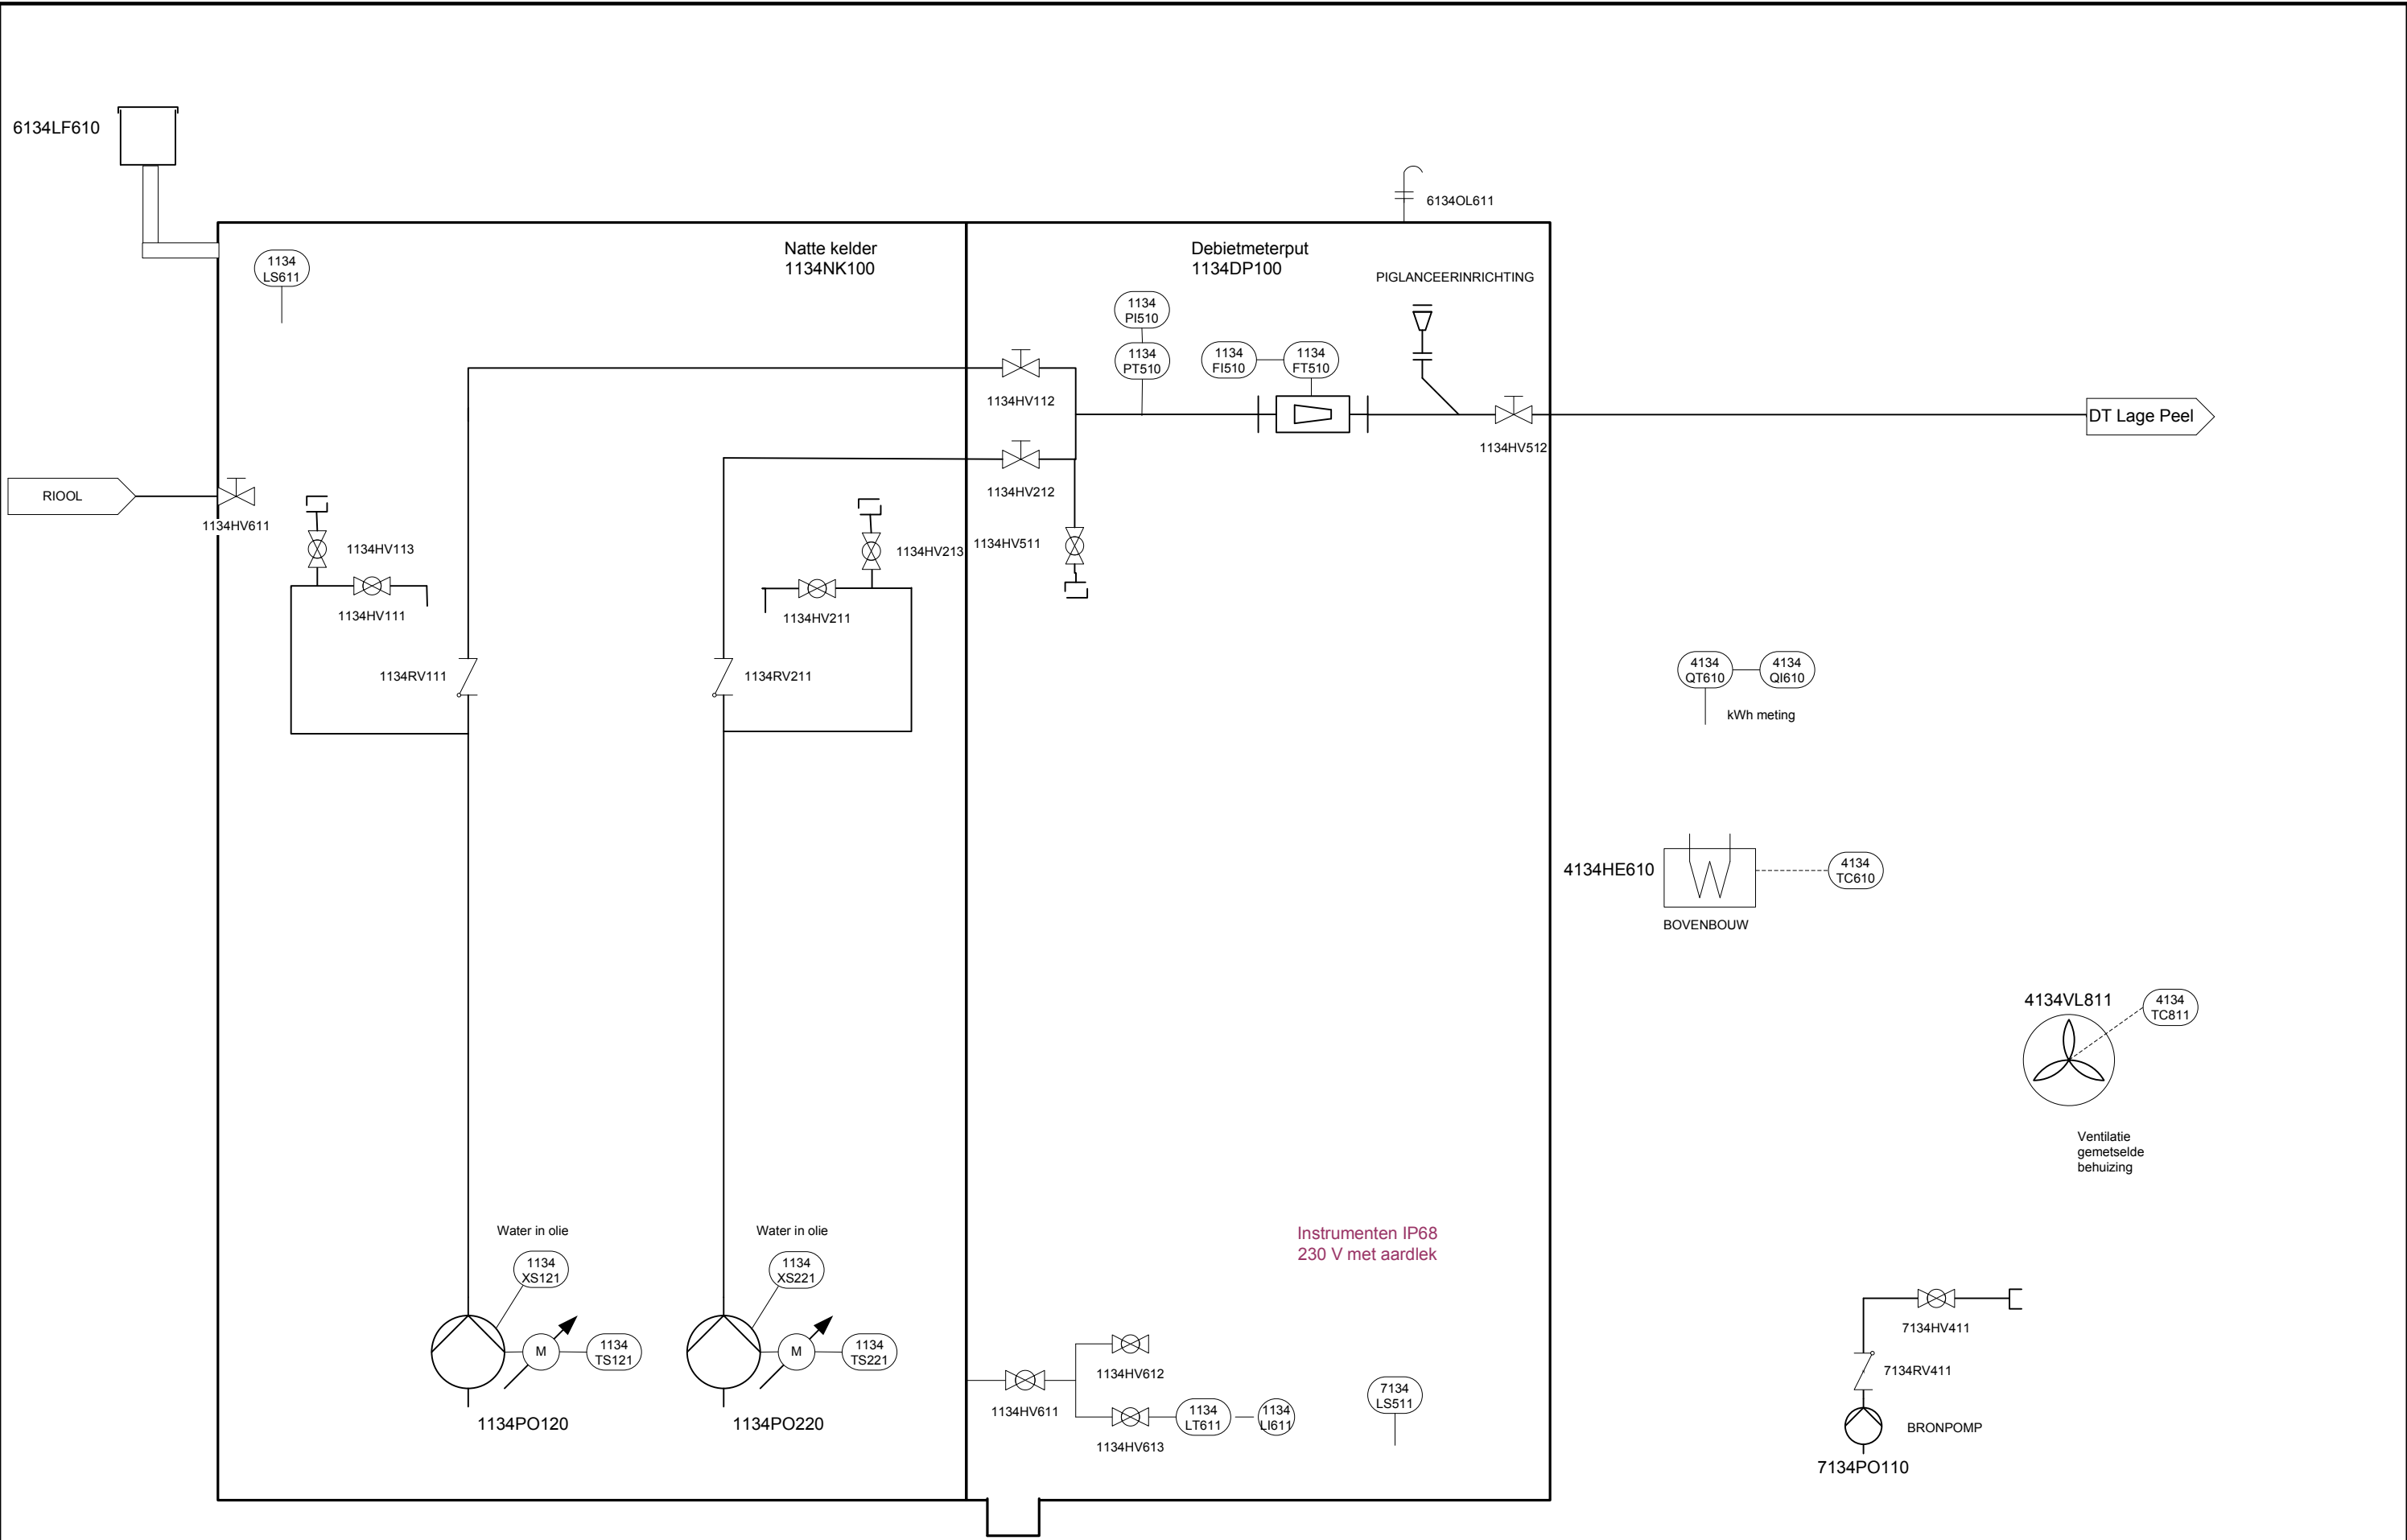 6134LF610
6134OL611
1134
LS611
Natte kelder
1134NK100
Debietmeterput
1134DP100
PIGLANCEERINRICHTING
1134
PI510
1134
PT510
1134
FI510
1134
FT510
1134HV112
DT Lage Peel
1134HV512
RIOOL
1134HV611
1134HV212
1134HV113
1134HV213
1134HV511
1134HV111
1134HV211
1134RV111
1134RV211
4134
QT610
4134
QI610
kWh meting
4134HE610
4134
TC610
BOVENBOUW
4134VL811
4134
TC811
Ventilatie
gemetselde
behuizing
Water in olie
Water in olie
Instrumenten IP68
230 V met aardlek
1134
XS121
1134
XS221
M
1134
TS121
M
1134
TS221
1134PO120
1134PO220
1134HV612
1134HV611
1134
LT611
1134
LI611
1134HV613
7134
LS511
7134HV411
7134RV411
BRONPOMP
7134PO110